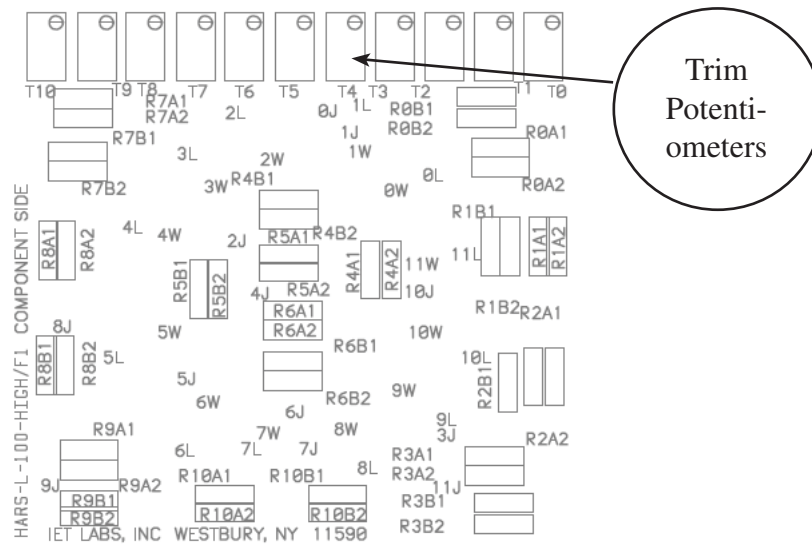 T10 T9 T8 T7 T6 T5 T4 T3 T2 T1 T0
Trim
Potenti-
ometers
R7A1
R7A2
2L
0J
1L
R0B1
R0B2
1J
R7B1
R0A1
3L
2W
1W
R7B2
3W
R4B1
0W
0L
R0A2
4L
4W
2J
R5A1
R4B2
R1B1
R8A1
R8A2
R5B1
R5B2
R4A1
R4A2
11W
11L
R1A1
R1A2
4J
R5A2
10J
R6A1
R1B2
R2A1
8J
5W
R6A2
10W
R8B1
R8B2
5L
R6B1
10L
R2B1
5J
6W
R6B2
9W
6J
9L
R9A1
7W
8W
3J
R2A2
6L
7L
7J
R3A1
8L
R3A2
R10A1
R10B1
11J
9J
R9A2
R9B1
R3B1
R9B2
R10A2
R10B2
R3B2
IET LABS, INC WESTBURY, NY 11590
HARS-L-100-HIGH/F1 COMPONENT SIDE